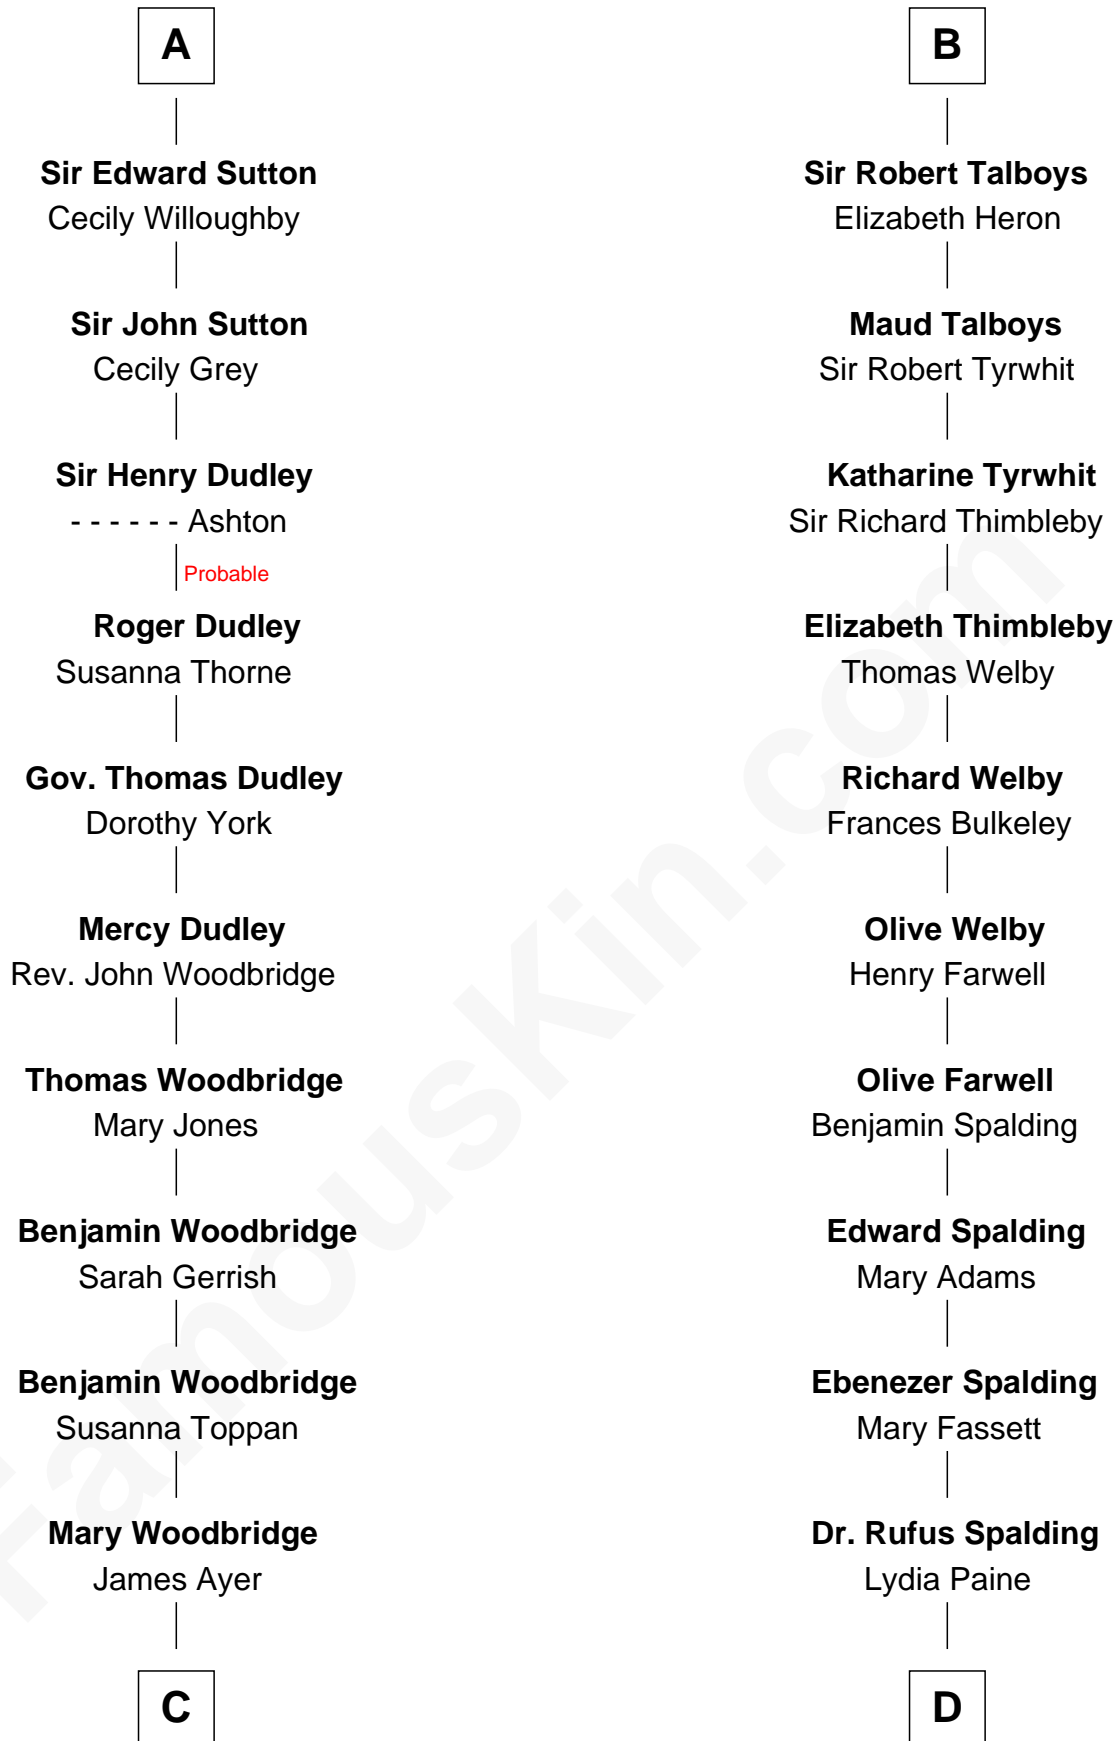 A
Sir Edward Sutton
Cecily Willoughby
Sir John Sutton
Cecily Grey
Sir Henry Dudley
- - - - - - Ashton
Probable
Roger Dudley
Susanna Thorne
Gov. Thomas Dudley
Dorothy York
Mercy Dudley
Rev. John Woodbridge
Thomas Woodbridge
Mary Jones
Benjamin Woodbridge
Sarah Gerrish
Benjamin Woodbridge
Susanna Toppan
Mary Woodbridge
James Ayer
C
B
Sir Robert Talboys
Elizabeth Heron
Maud Talboys
Sir Robert Tyrwhit
Katharine Tyrwhit
Sir Richard Thimbleby
Elizabeth Thimbleby
Thomas Welby
Richard Welby
Frances Bulkeley
Olive Welby
Henry Farwell
Olive Farwell
Benjamin Spalding
Edward Spalding
Mary Adams
Ebenezer Spalding
Mary Fassett
Dr. Rufus Spalding
Lydia Paine
D
FamousKin.com